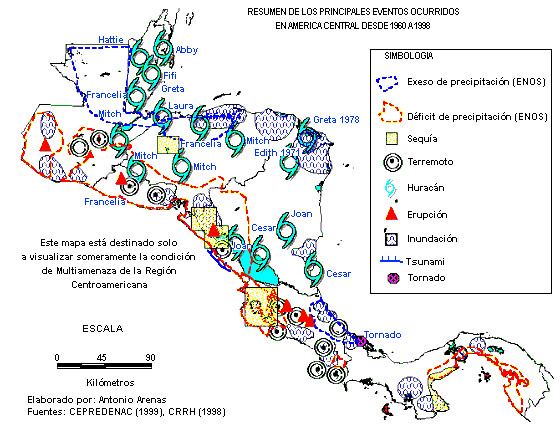 RESUMEN DE LOS PRINCIPALES EVENTOS OCURRIDOS
EN AMERICA CENTRAL DESDE 1960 A 1998
Hattie
Abby
Fifi
Francelia
Greta
Mitch
Laura
Francelia
Mitch
Greta 1978
Edith 1971
Mitch
Mitch
Francelia
Joan
Cesar
Joan
Cesar
Tornado
SIMBOLOGIA
Exeso de precipitación (ENOS)
Déficit de precipitación (ENOS)
Sequía
Terremoto
Huracán
Erupción
Inundación
Tsunami
Tornado
Este mapa está destinado solo
a visualizar someramente la condición
de Multiamenaza de la Región
Centroamericana
ESCALA
0 45 90
Kilómetros
Elaborado por: Antonio Arenas
Fuentes: CEPREDENAC (1999), CRRH (1998)